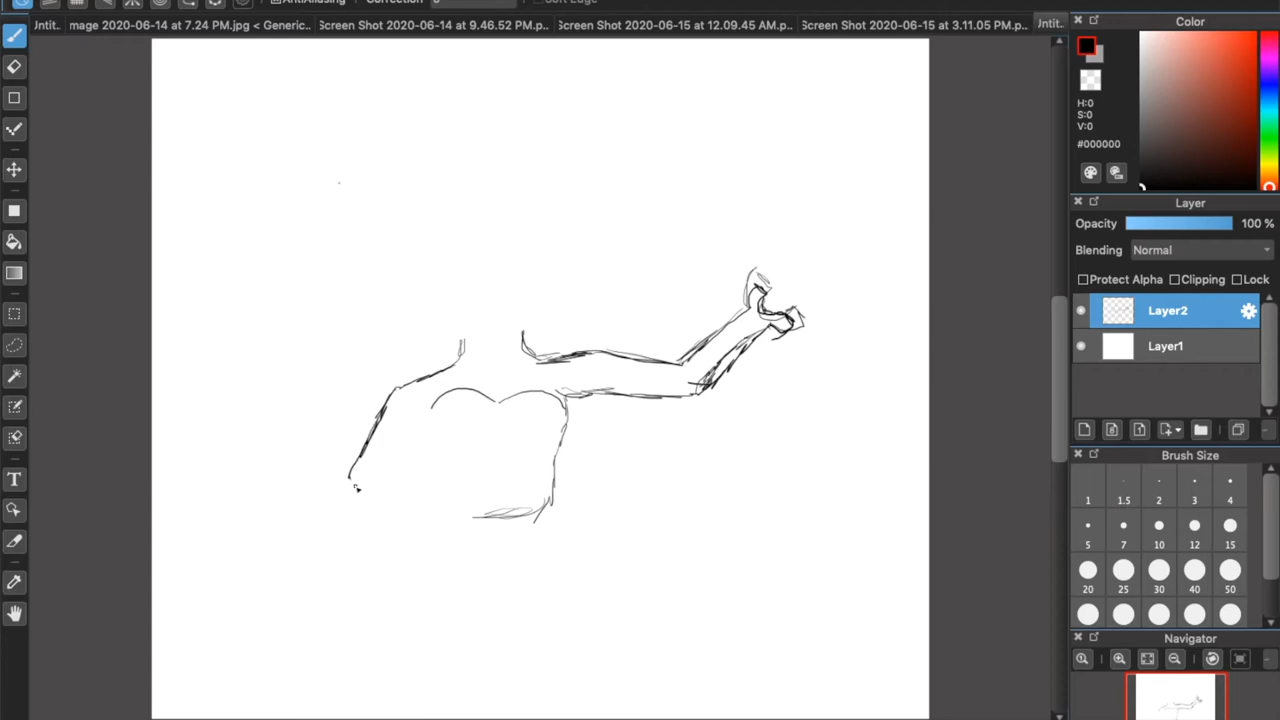 AntiAliasing Correction Soft Edge
Jntit.. mage 2020-06-14 at 7.24 PM.jpg < Generic... Screen Shot 2020-06-14 at 9.46.52 PM.p.. Screen Shot 2020-06-15 at 12.09.45 AM.p.. Screen Shot 2020-06-15 at 3.11.05 PM.p.. Jntit..
Color
H:0
S:0
V:0
#000000
Layer
Opacity 100 %
Blending Normal
Protect Alpha Clipping Lock
Layer2
Layer1
Brush Size
1 1.5 2 3 4
5 7 10 12 15
20 25 30 40 50
Navigator
T